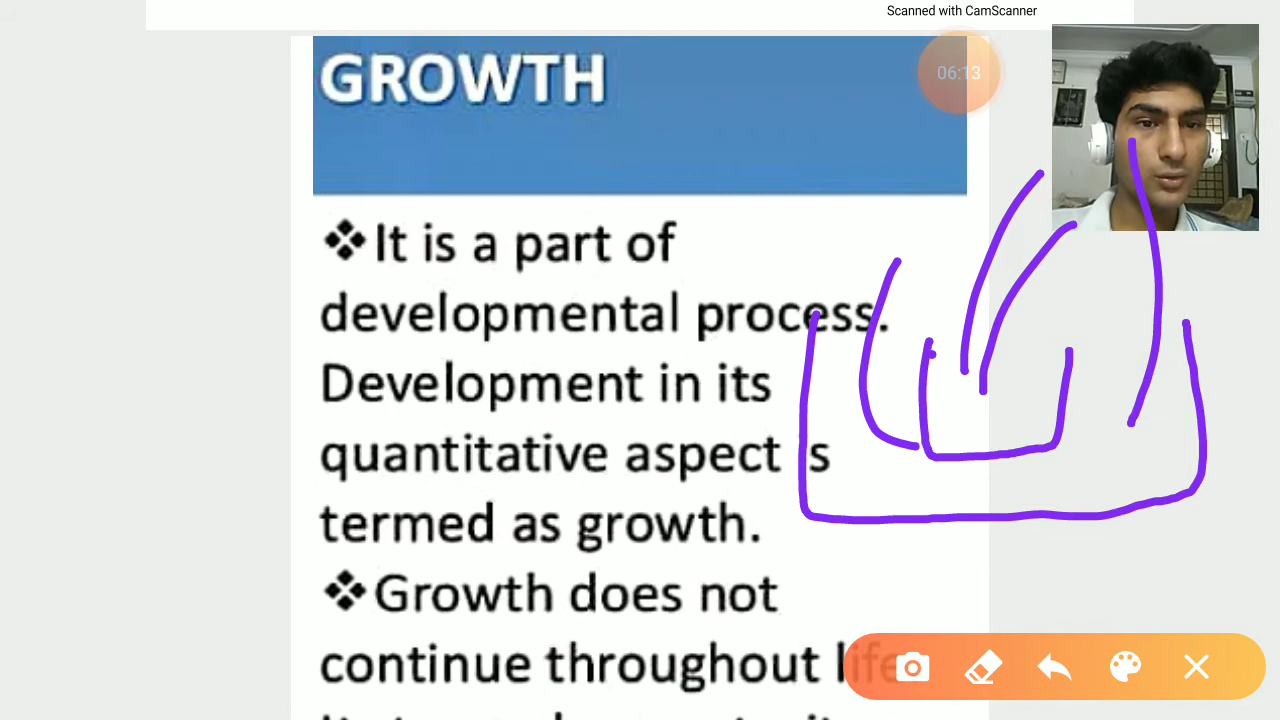 Scanned with CamScanner
GROWTH
06:13
❖It is a part of
developmental process.
Development in its
quantitative aspect is
termed as growth.
❖Growth does not
continue throughout life